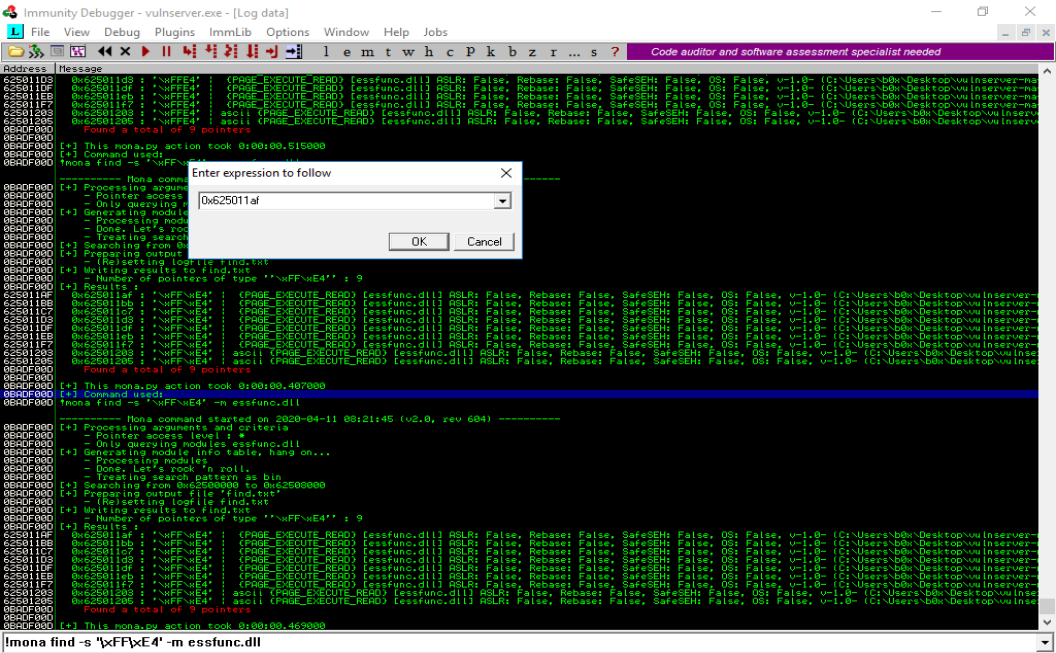 Immunity Debugger - vulnserver.exe - [Log data]
File View Debug Plugins ImmLib Options Window Help Jobs
l e m t w h c P k b z r ... s ? Code auditor and software assessment specialist needed
Address Message
625011D3 0x625011d3 : '\xFFE4' | {PAGE_EXECUTE_READ} [essfunc.dll] ASLR: False, Rebase: False, SafeSEH: False, OS: False, v-1.0- (C:\Users\b0x\Desktop\vulnserver-ma
625011DF 0x625011df : '\xFFE4' | {PAGE_EXECUTE_READ} [essfunc.dll] ASLR: False, Rebase: False, SafeSEH: False, OS: False, v-1.0- (C:\Users\b0x\Desktop\vulnserver-ma
625011EB 0x625011eb : '\xFFE4' | {PAGE_EXECUTE_READ} [essfunc.dll] ASLR: False, Rebase: False, SafeSEH: False, OS: False, v-1.0- (C:\Users\b0x\Desktop\vulnserver-ma
625011F7 0x625011f7 : '\xFFE4' | {PAGE_EXECUTE_READ} [essfunc.dll] ASLR: False, Rebase: False, SafeSEH: False, OS: False, v-1.0- (C:\Users\b0x\Desktop\vulnserver-ma
62501203 0x62501203 : '\xFFE4' | ascii {PAGE_EXECUTE_READ} [essfunc.dll] ASLR: False, Rebase: False, SafeSEH: False, OS: False, v-1.0- (C:\Users\b0x\Desktop\vulnserv
62501205 0x62501205 : '\xFFE4' | ascii {PAGE_EXECUTE_READ} [essfunc.dll] ASLR: False, Rebase: False, SafeSEH: False, OS: False, v-1.0- (C:\Users\b0x\Desktop\vulnserv
0BADF00D Found a total of 9 pointers
0BADF00D
0BADF00D [+] This mona.py action took 0:00:00.515000
0BADF00D [+] Command used:
0BADF00D !mona find -s '\xFF\
---------- Mona comma ------
0BADF00D [+] Processing argume
0BADF00D - Pointer access
0BADF00D - Only querying m
0BADF00D [+] Generating module
0BADF00D - Processing modu
0BADF00D - Done. Let's roc
0BADF00D - Treating search
0BADF00D [+] Searching from 0x
0BADF00D [+] Preparing output
0BADF00D - (Re)setting logfile find.txt
0BADF00D [+] Writing results to find.txt
0BADF00D - Number of pointers of type ''\xFF\xE4'' : 9
0BADF00D [+] Results :
625011AF 0x625011af : '\xFF\xE4' | {PAGE_EXECUTE_READ} [essfunc.dll] ASLR: False, Rebase: False, SafeSEH: False, OS: False, v-1.0- (C:\Users\b0x\Desktop\vulnserver-
625011BB 0x625011bb : '\xFF\xE4' | {PAGE_EXECUTE_READ} [essfunc.dll] ASLR: False, Rebase: False, SafeSEH: False, OS: False, v-1.0- (C:\Users\b0x\Desktop\vulnserver-
625011C7 0x625011c7 : '\xFF\xE4' | {PAGE_EXECUTE_READ} [essfunc.dll] ASLR: False, Rebase: False, SafeSEH: False, OS: False, v-1.0- (C:\Users\b0x\Desktop\vulnserver-
625011D3 0x625011d3 : '\xFF\xE4' | {PAGE_EXECUTE_READ} [essfunc.dll] ASLR: False, Rebase: False, SafeSEH: False, OS: False, v-1.0- (C:\Users\b0x\Desktop\vulnserver-
625011DF 0x625011df : '\xFF\xE4' | {PAGE_EXECUTE_READ} [essfunc.dll] ASLR: False, Rebase: False, SafeSEH: False, OS: False, v-1.0- (C:\Users\b0x\Desktop\vulnserver-
625011EB 0x625011eb : '\xFF\xE4' | {PAGE_EXECUTE_READ} [essfunc.dll] ASLR: False, Rebase: False, SafeSEH: False, OS: False, v-1.0- (C:\Users\b0x\Desktop\vulnserver-
625011F7 0x625011f7 : '\xFF\xE4' | {PAGE_EXECUTE_READ} [essfunc.dll] ASLR: False, Rebase: False, SafeSEH: False, OS: False, v-1.0- (C:\Users\b0x\Desktop\vulnserver-
62501203 0x62501203 : '\xFF\xE4' | ascii {PAGE_EXECUTE_READ} [essfunc.dll] ASLR: False, Rebase: False, SafeSEH: False, OS: False, v-1.0- (C:\Users\b0x\Desktop\vulnse
62501205 0x62501205 : '\xFF\xE4' | ascii {PAGE_EXECUTE_READ} [essfunc.dll] ASLR: False, Rebase: False, SafeSEH: False, OS: False, v-1.0- (C:\Users\b0x\Desktop\vulnse
0BADF00D Found a total of 9 pointers
0BADF00D
0BADF00D [+] This mona.py action took 0:00:00.407000
0BADF00D [+] Command used:
0BADF00D !mona find -s '\xFF\xE4' -m essfunc.dll
---------- Mona command started on 2020-04-11 08:21:45 (v2.0, rev 604) ----------
0BADF00D [+] Processing arguments and criteria
0BADF00D - Pointer access level : *
0BADF00D - Only querying modules essfunc.dll
0BADF00D [+] Generating module info table, hang on...
0BADF00D - Processing modules
0BADF00D - Done. Let's rock 'n roll.
0BADF00D - Treating search pattern as bin
0BADF00D [+] Searching from 0x62500000 to 0x62508000
0BADF00D [+] Preparing output file 'find.txt'
0BADF00D - (Re)setting logfile find.txt
0BADF00D [+] Writing results to find.txt
0BADF00D - Number of pointers of type ''\xFF\xE4'' : 9
0BADF00D [+] Results :
625011AF 0x625011af : '\xFF\xE4' | {PAGE_EXECUTE_READ} [essfunc.dll] ASLR: False, Rebase: False, SafeSEH: False, OS: False, v-1.0- (C:\Users\b0x\Desktop\vulnserver-
625011BB 0x625011bb : '\xFF\xE4' | {PAGE_EXECUTE_READ} [essfunc.dll] ASLR: False, Rebase: False, SafeSEH: False, OS: False, v-1.0- (C:\Users\b0x\Desktop\vulnserver-
625011C7 0x625011c7 : '\xFF\xE4' | {PAGE_EXECUTE_READ} [essfunc.dll] ASLR: False, Rebase: False, SafeSEH: False, OS: False, v-1.0- (C:\Users\b0x\Desktop\vulnserver-
625011D3 0x625011d3 : '\xFF\xE4' | {PAGE_EXECUTE_READ} [essfunc.dll] ASLR: False, Rebase: False, SafeSEH: False, OS: False, v-1.0- (C:\Users\b0x\Desktop\vulnserver-
625011DF 0x625011df : '\xFF\xE4' | {PAGE_EXECUTE_READ} [essfunc.dll] ASLR: False, Rebase: False, SafeSEH: False, OS: False, v-1.0- (C:\Users\b0x\Desktop\vulnserver-
625011EB 0x625011eb : '\xFF\xE4' | {PAGE_EXECUTE_READ} [essfunc.dll] ASLR: False, Rebase: False, SafeSEH: False, OS: False, v-1.0- (C:\Users\b0x\Desktop\vulnserver-
625011F7 0x625011f7 : '\xFF\xE4' | {PAGE_EXECUTE_READ} [essfunc.dll] ASLR: False, Rebase: False, SafeSEH: False, OS: False, v-1.0- (C:\Users\b0x\Desktop\vulnserver-
62501203 0x62501203 : '\xFF\xE4' | ascii {PAGE_EXECUTE_READ} [essfunc.dll] ASLR: False, Rebase: False, SafeSEH: False, OS: False, v-1.0- (C:\Users\b0x\Desktop\vulnse
62501205 0x62501205 : '\xFF\xE4' | ascii {PAGE_EXECUTE_READ} [essfunc.dll] ASLR: False, Rebase: False, SafeSEH: False, OS: False, v-1.0- (C:\Users\b0x\Desktop\vulnse
0BADF00D Found a total of 9 pointers
0BADF00D
0BADF00D [+] This mona.py action took 0:00:00.469000
Enter expression to follow
0x625011af
OK Cancel
!mona find -s '\xFF\xE4' -m essfunc.dll